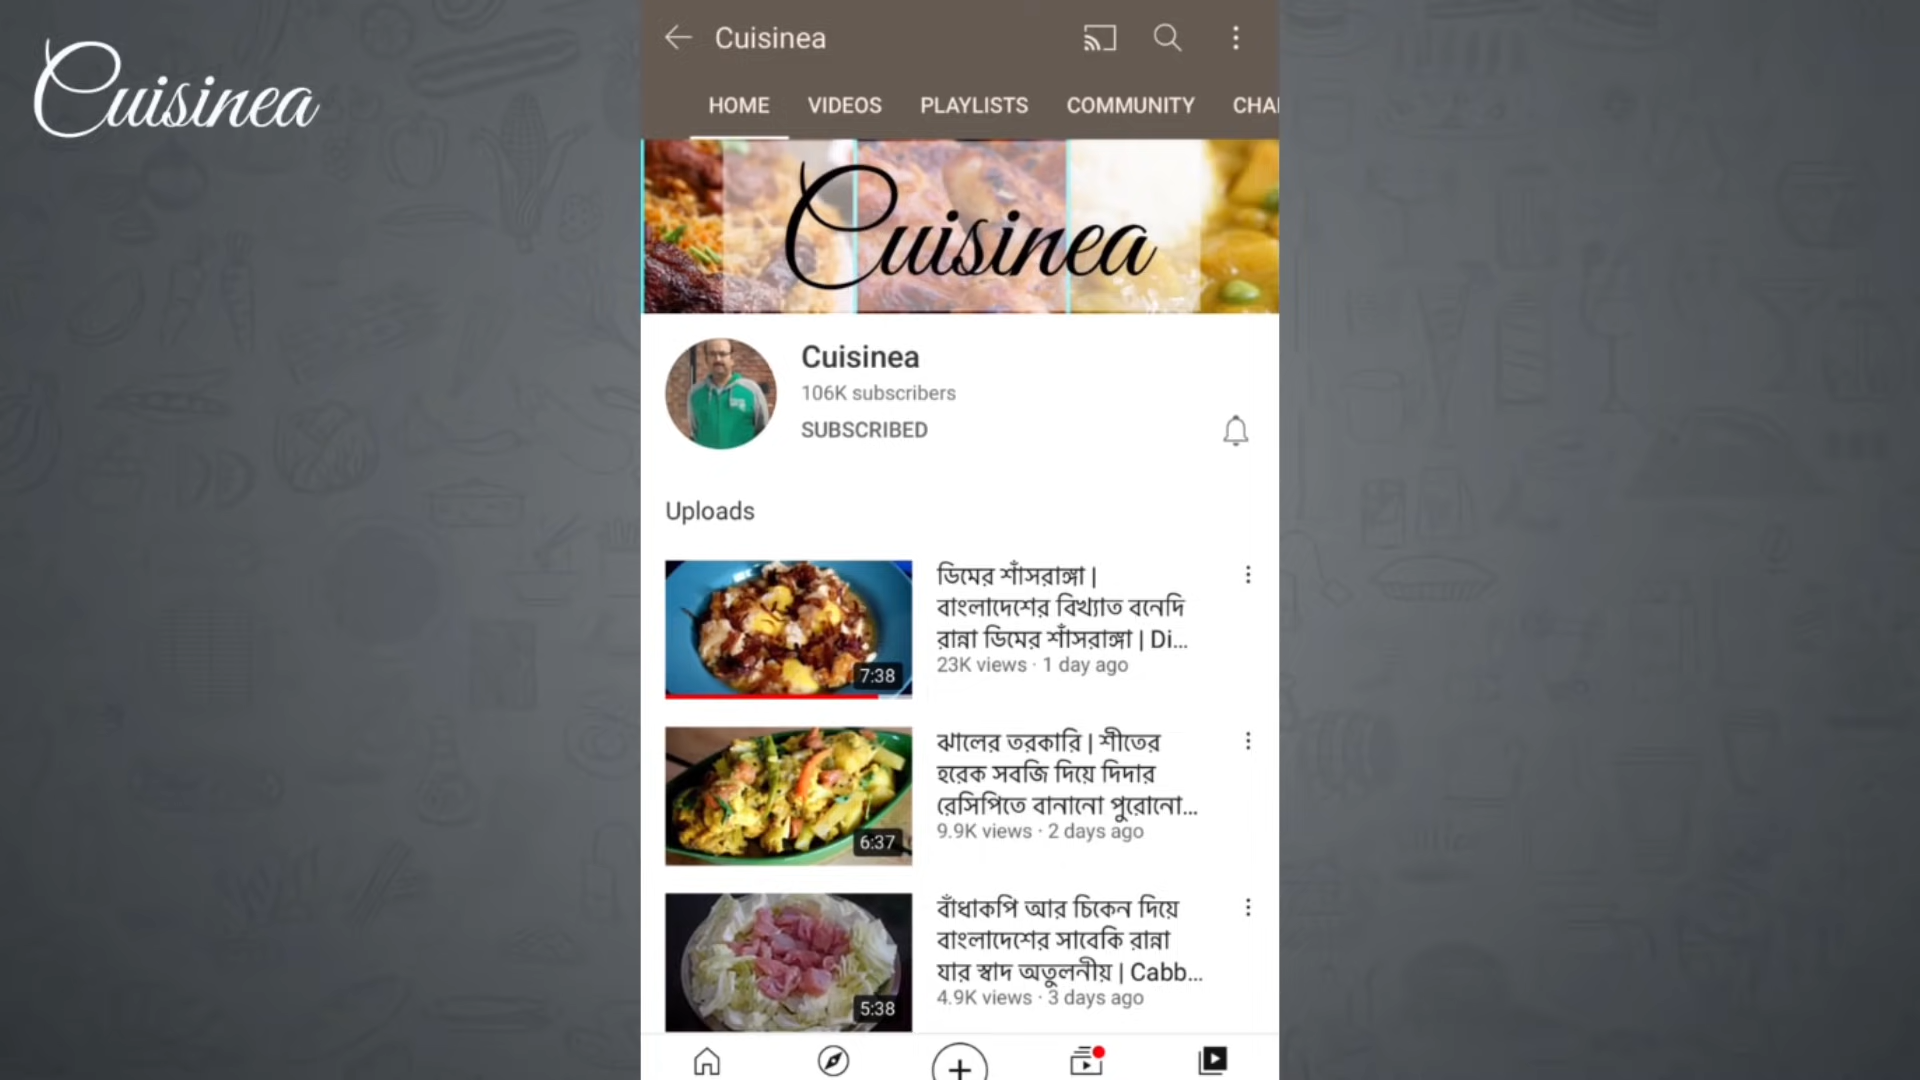 Cuisinea
Cuisinea
HOME VIDEOS PLAYLISTS COMMUNITY CHA
Cuisinea
Cuisinea
106K subscribers
SUBSCRIBED
Uploads
7:38
ডিমের শাঁসরাঙ্গা |
বাংলাদেশের বিখ্যাত বনেদি
রান্না ডিমের শাঁসরাঙ্গা | Di...
23K views · 1 day ago
6:37
ঝালের তরকারি | শীতের
হরেক সবজি দিয়ে দিদার
রেসিপিতে বানানো পুরোনো...
9.9K views · 2 days ago
5:38
বাঁধাকপি আর চিকেন দিয়ে
বাংলাদেশের সাবেকি রান্না
যার স্বাদ অতুলনীয় | Cabb...
4.9K views · 3 days ago